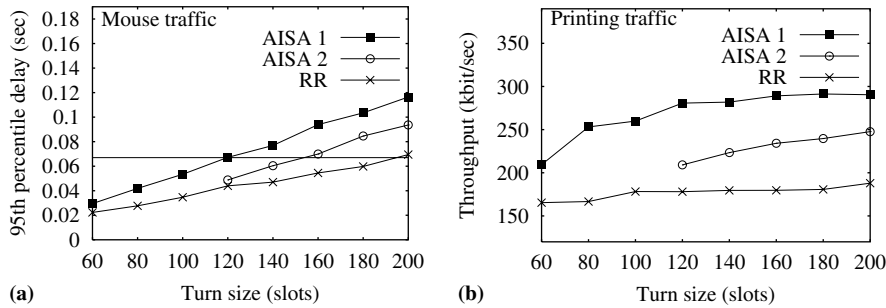 95th percentile delay (sec)
0.18
0.16
0.14
0.12
0.1
0.08
0.06
0.04
0.02
0
Mouse traffic
AISA 1
AISA 2
RR
60 80 100 120 140 160 180 200
(a) Turn size (slots)
Throughput (kbit/sec)
350
300
250
200
150
Printing traffic
AISA 1
AISA 2
RR
60 80 100 120 140 160 180 200
(b) Turn size (slots)